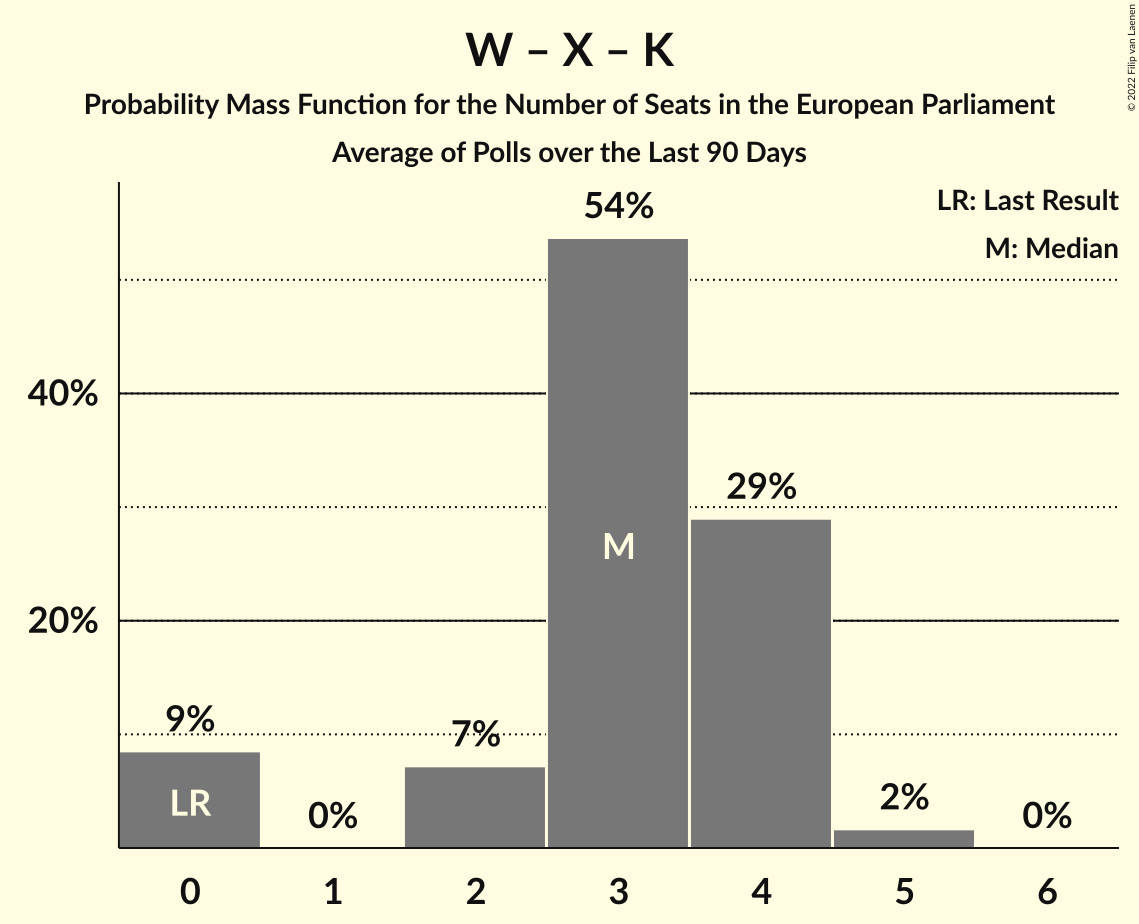 W – X – K
Probability Mass Function for the Number of Seats in the European Parliament
Average of Polls over the Last 90 Days
© 2022 Filip van Laenen
LR: Last Result
M: Median
54%
40%
29%
M
20%
9%
7%
LR
0%
2%
0%
0 1 2 3 4 5 6